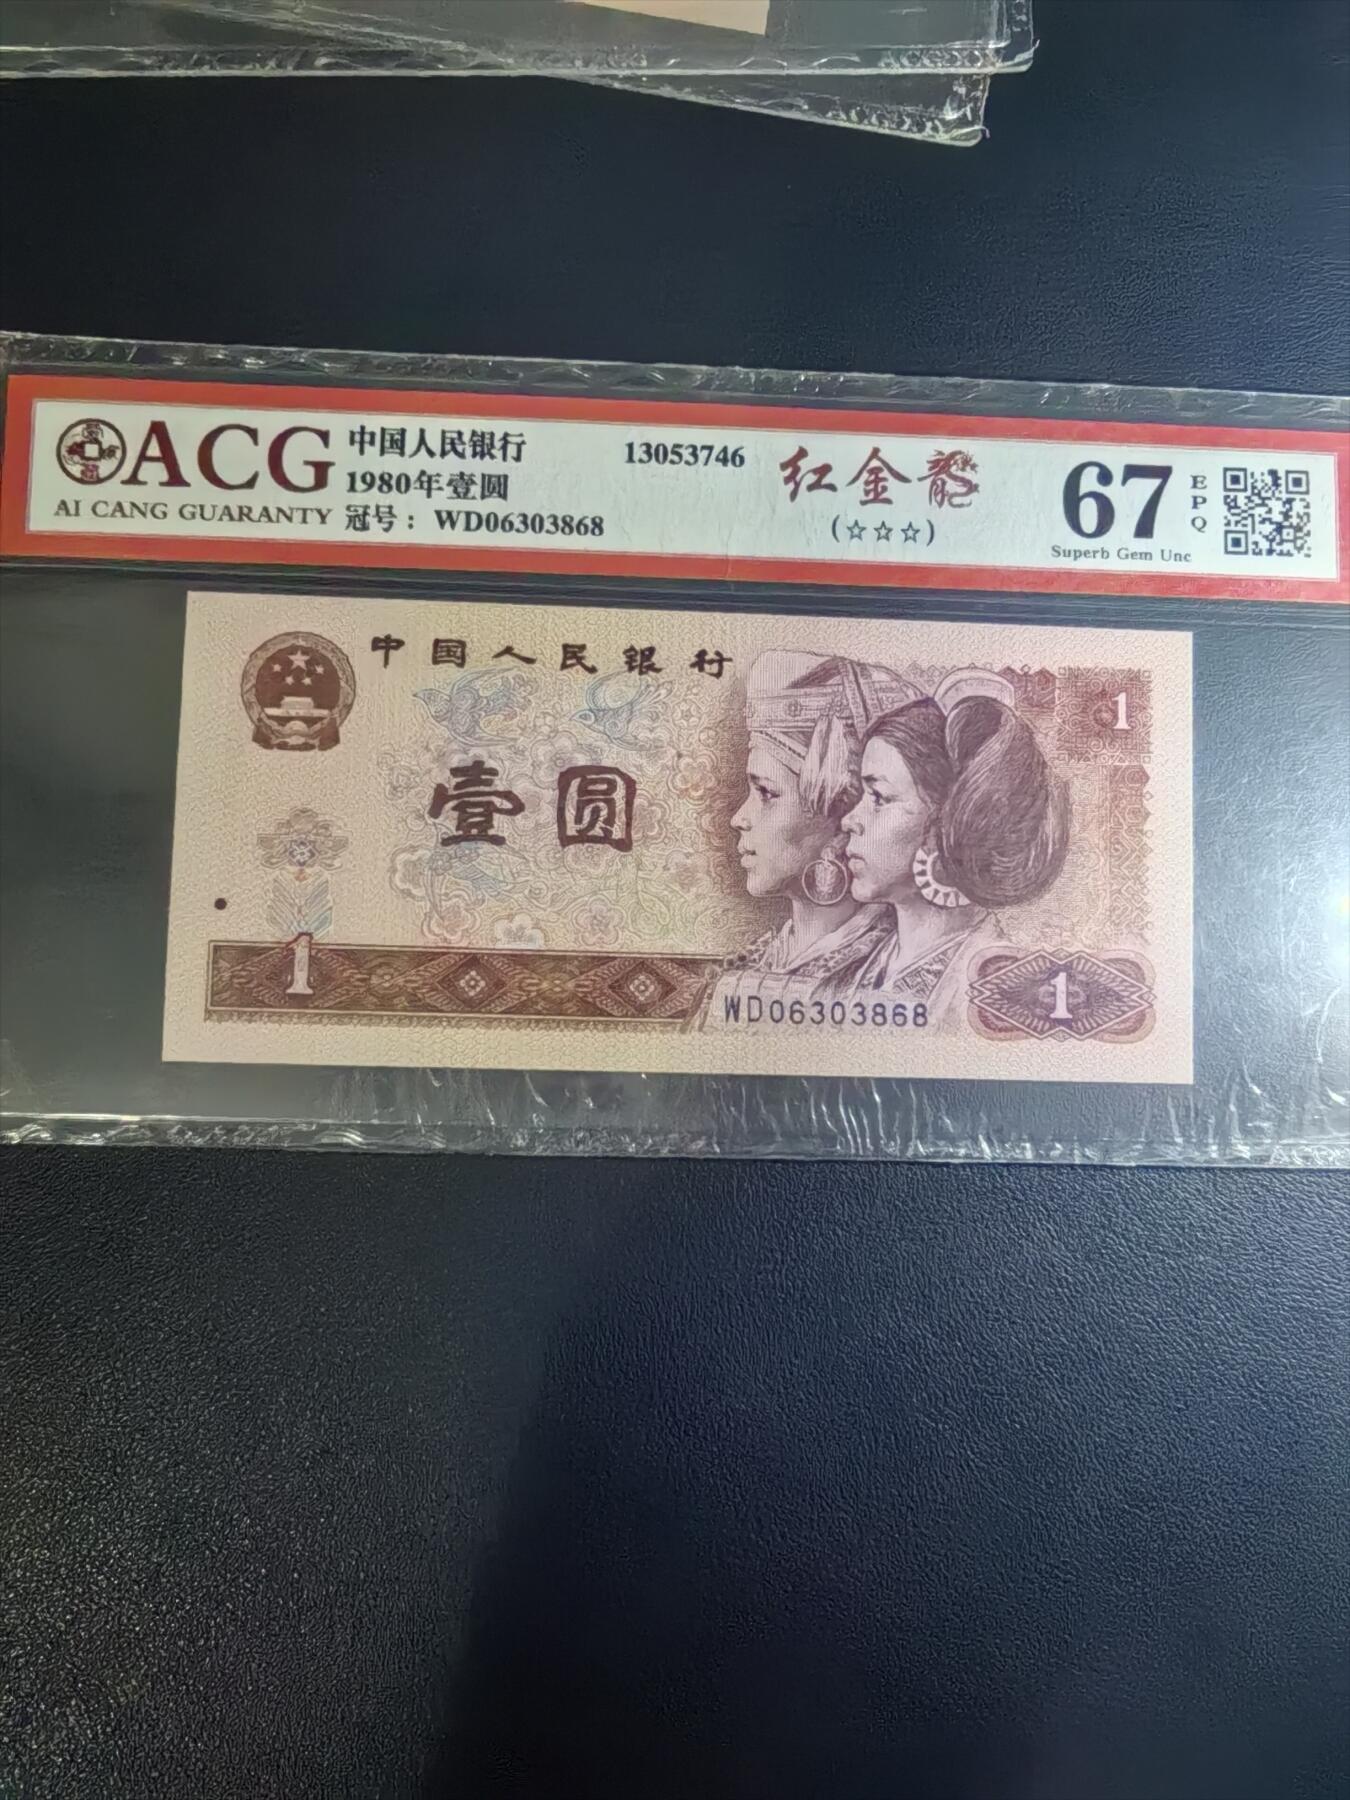 ACG
AI CANG GUARANTY
中国人民银行
1980年壹圆
冠号： WD06303868
13053746
红金龍
(☆☆☆)
67
EPQ
Superb Gem Unc
中国人民银行
1
壹圆
1
WD06303868
1